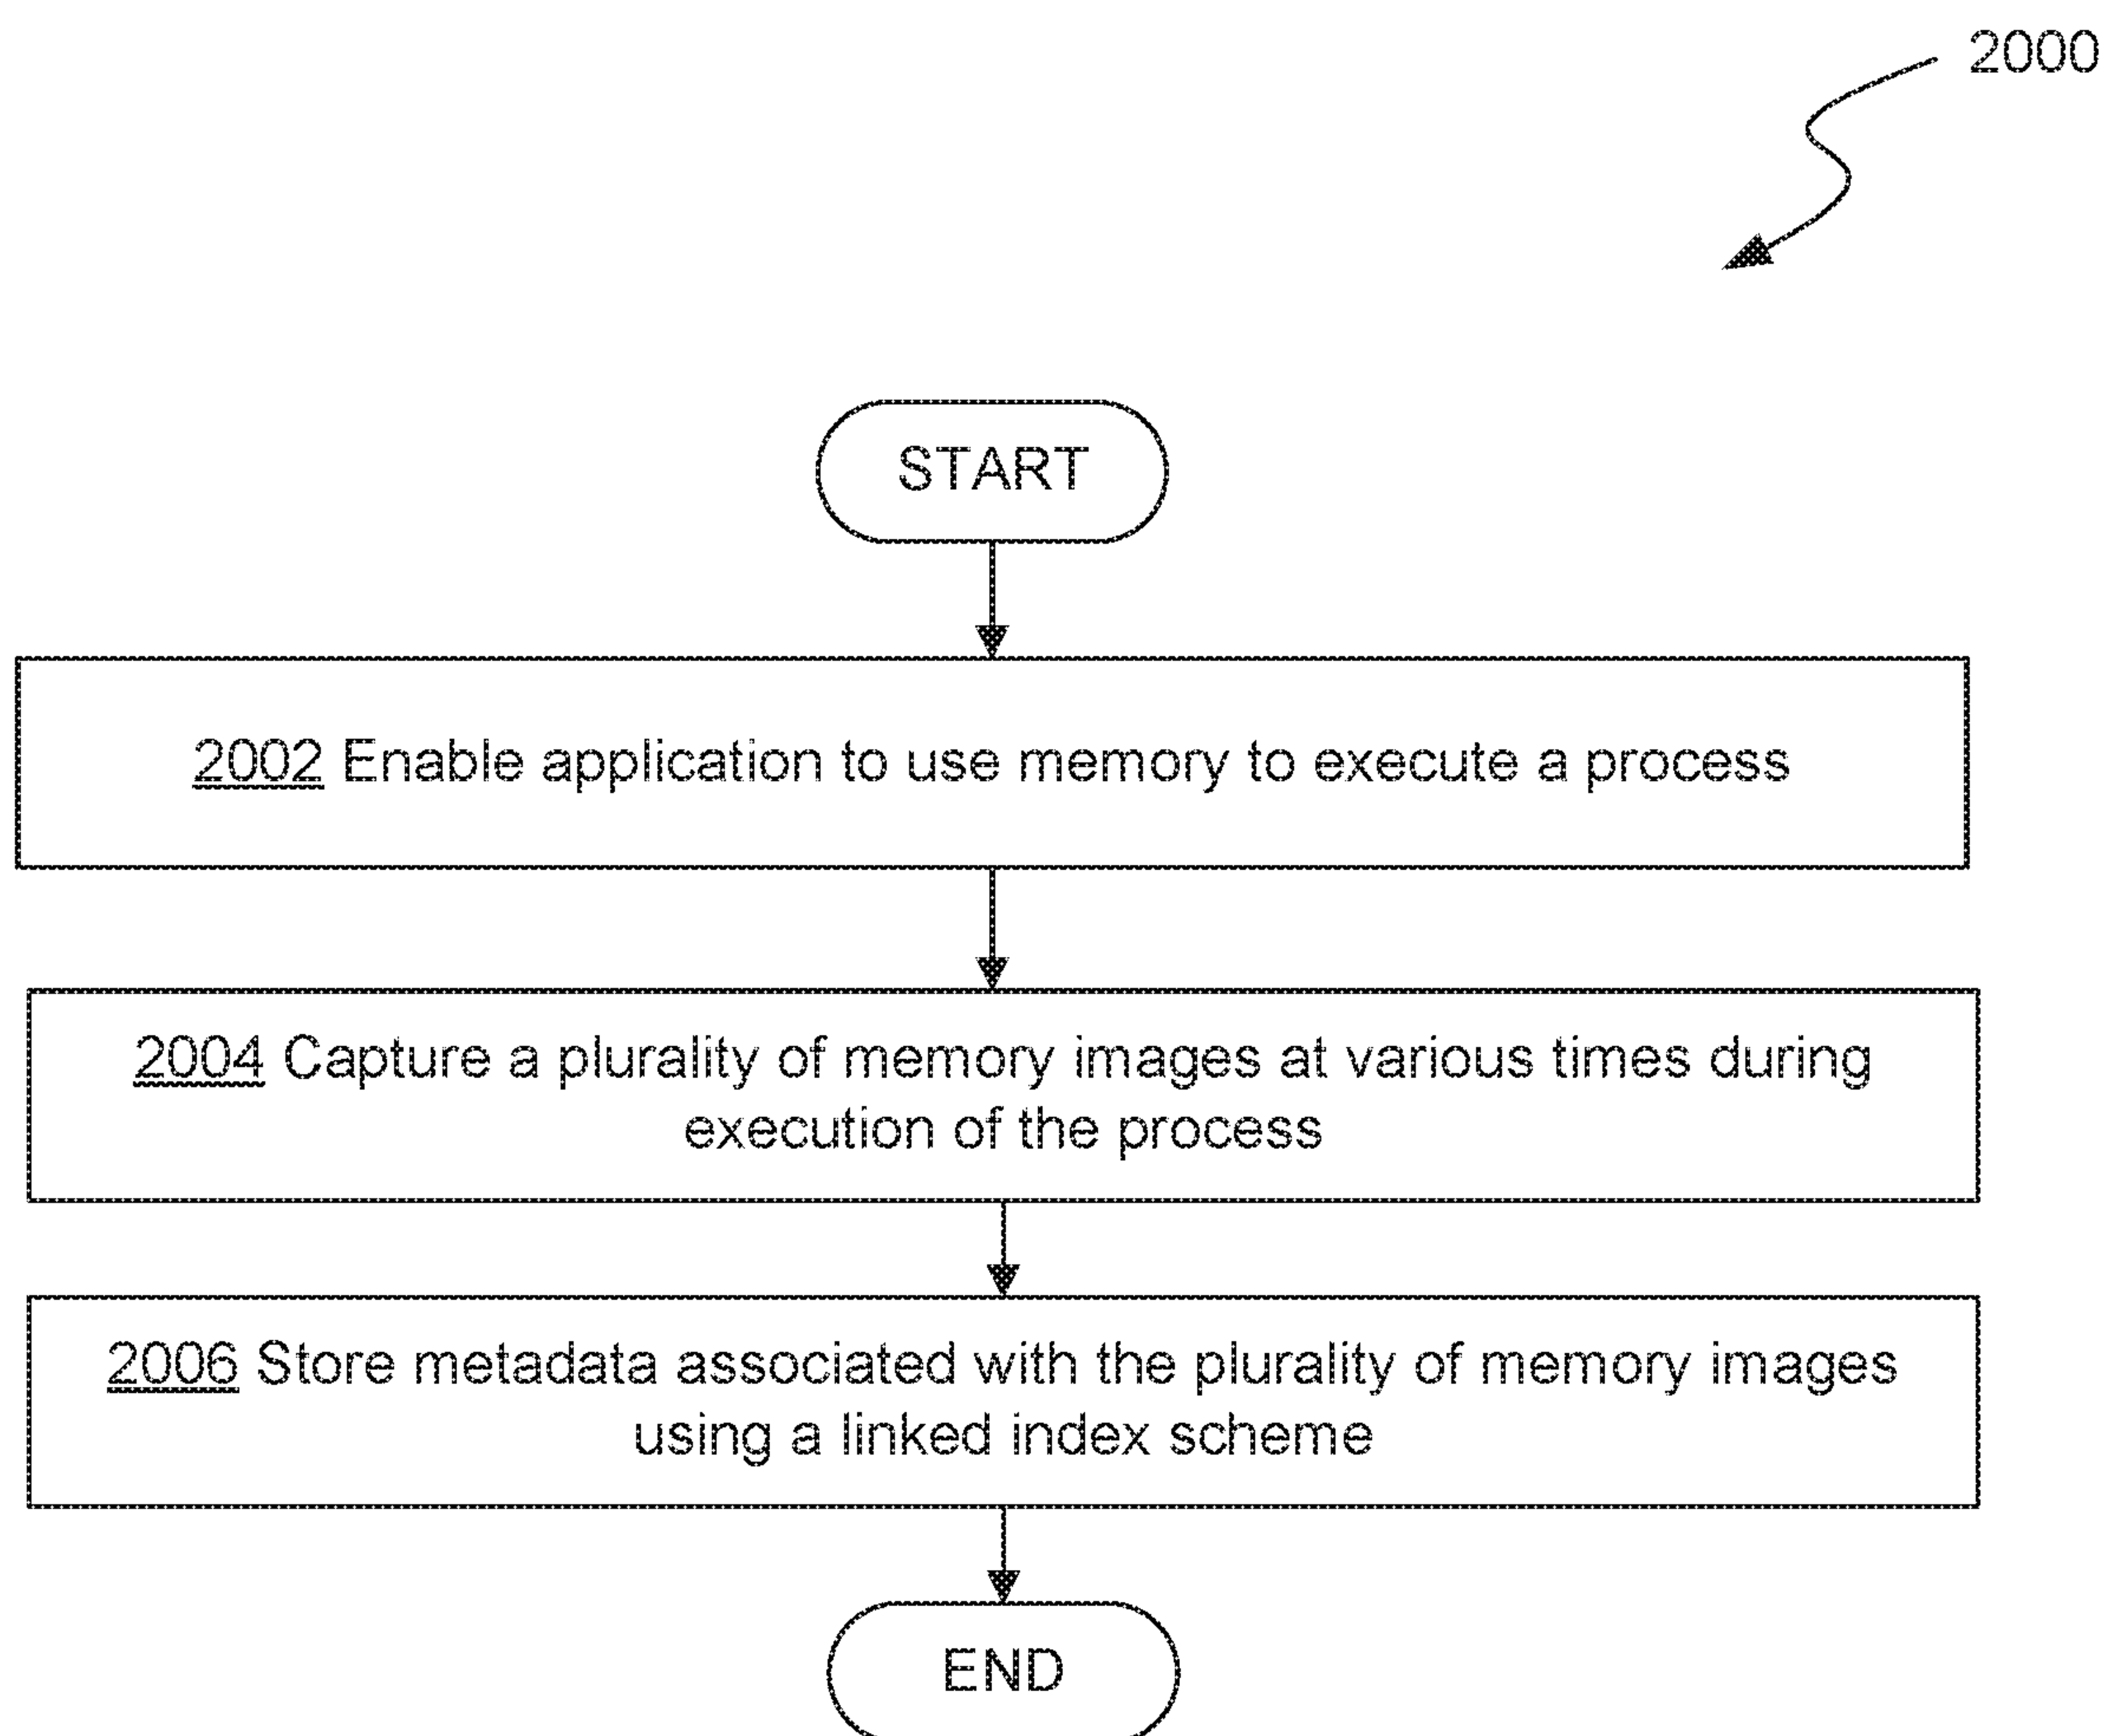 2000
START
2002 Enable application to use memory to execute a process
2004 Capture a plurality of memory images at various times during
execution of the process
2006 Store metadata associated with the plurality of memory images
using a linked index scheme
END